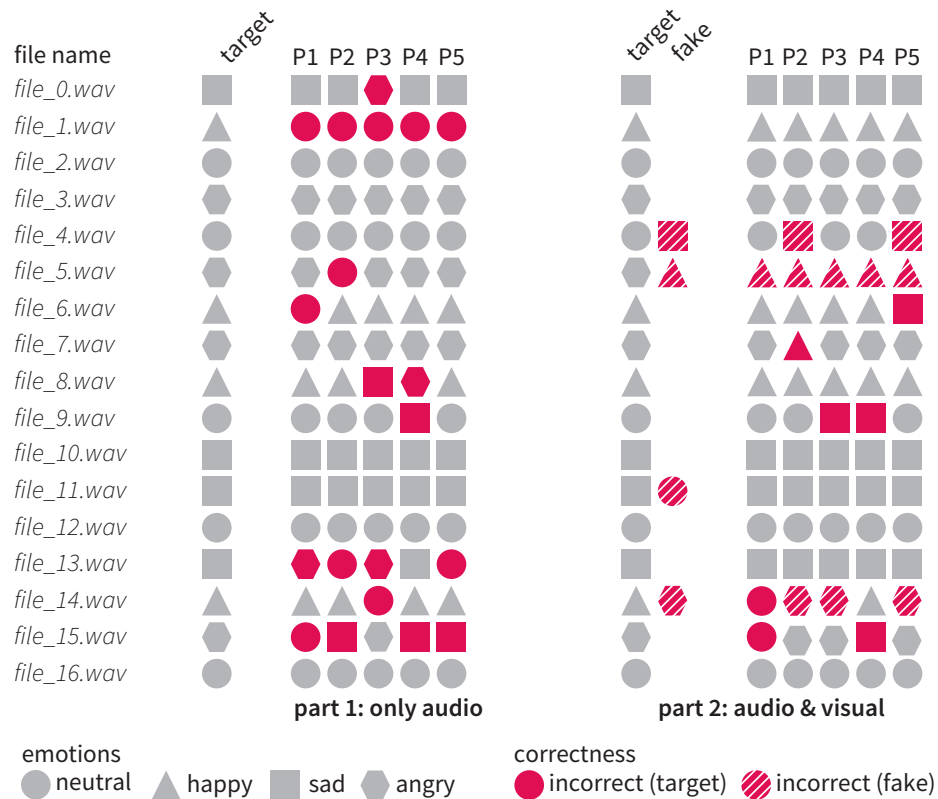 file name target P1 P2 P3 P4 P5 target fake P1 P2 P3 P4 P5
file_0.wav
file_1.wav
file_2.wav
file_3.wav
file_4.wav
file_5.wav
file_6.wav
file_7.wav
file_8.wav
file_9.wav
file_10.wav
file_11.wav
file_12.wav
file_13.wav
file_14.wav
file_15.wav
file_16.wav
part 1: only audio part 2: audio & visual
emotions correctness
neutral happy sad angry incorrect (target) incorrect (fake)